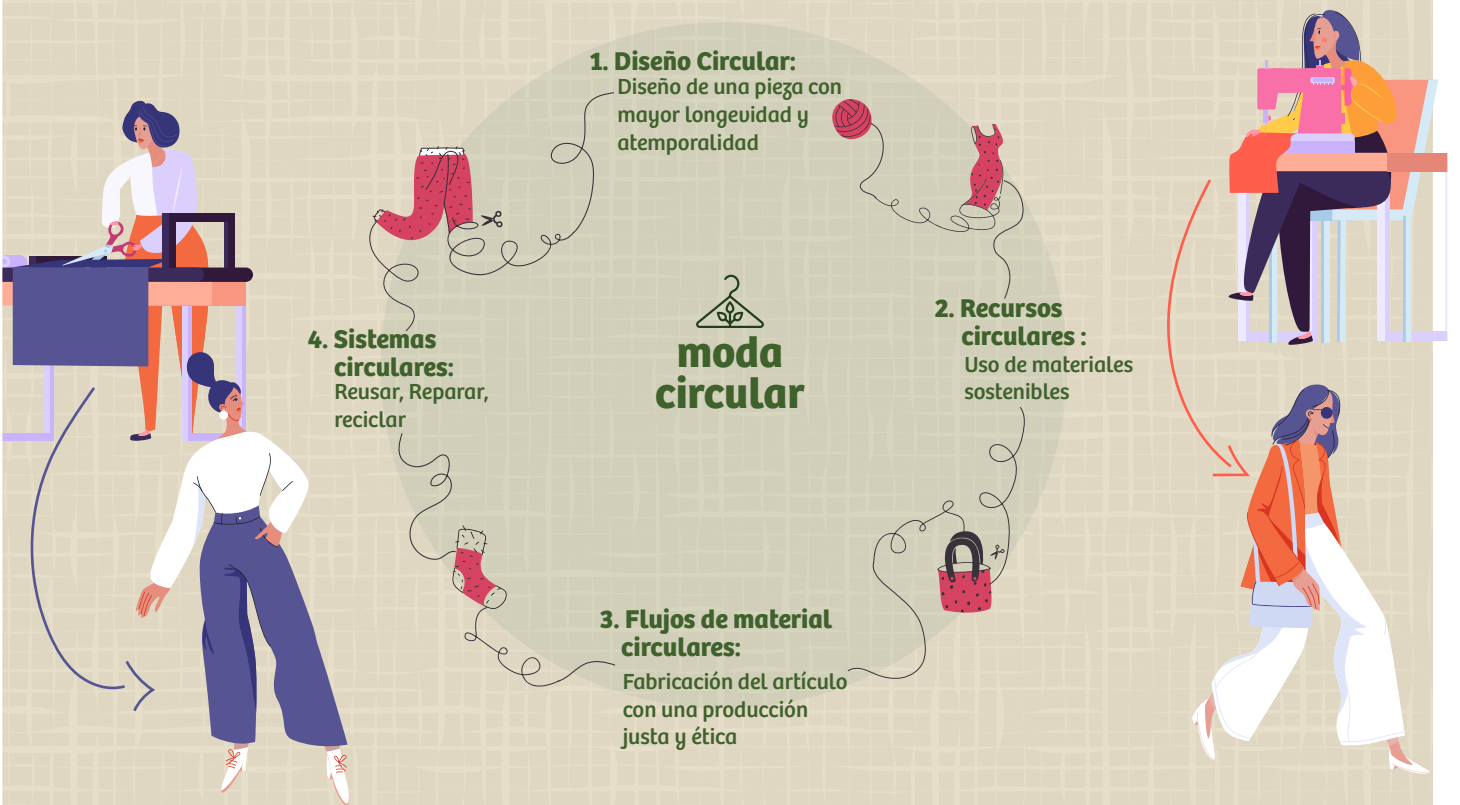 1. Diseño Circular:
Diseño de una pieza con
mayor longevidad y
atemporalidad
2. Recursos
circulares :
Uso de materiales
sostenibles
3. Flujos de material
circulares:
Fabricación del artículo
con una producción
justa y ética
4. Sistemas
circulares:
Reusar, Reparar,
reciclar
moda
circular